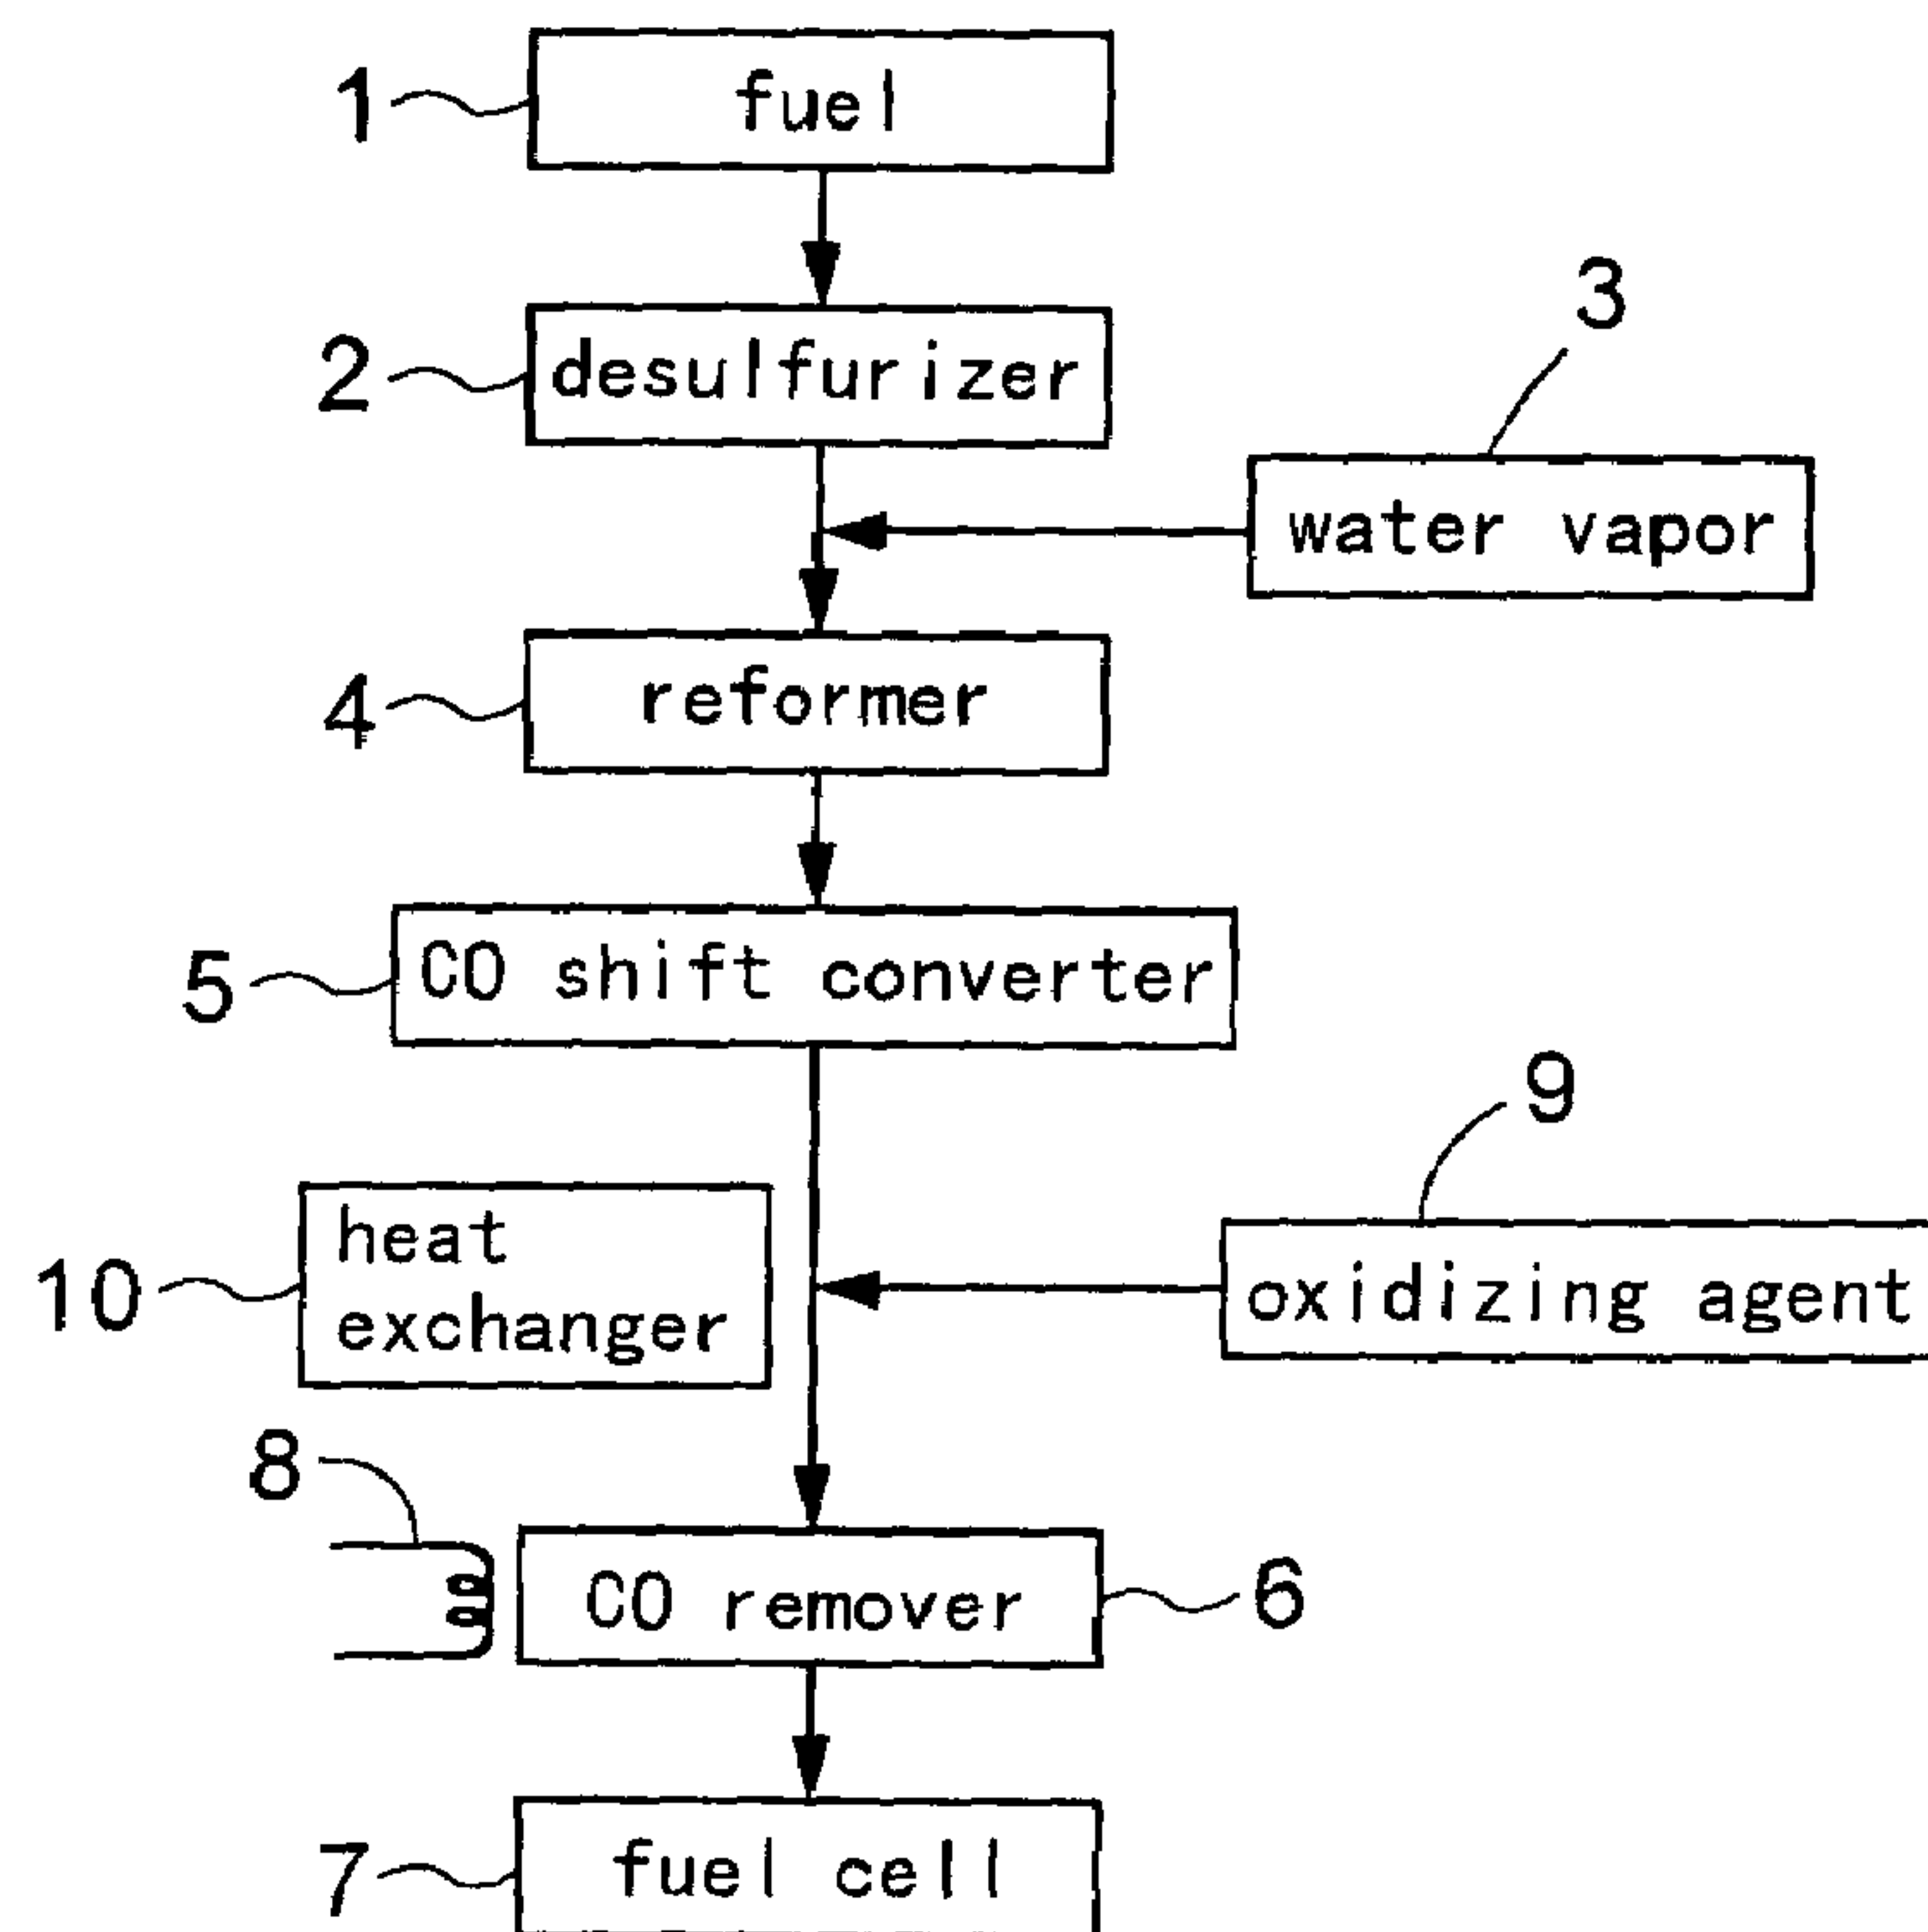 1
fuel
2
desulfurizer
3
water vapor
4
reformer
5
CO shift converter
9
10
heat
exchanger
oxidizing agent
8
CO remover
6
7
fuel cell